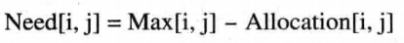 Need[i, j] = Max[i, j] – Allocation[i, j]